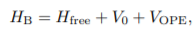 H_B = H_free + V_0 + V_OPE,